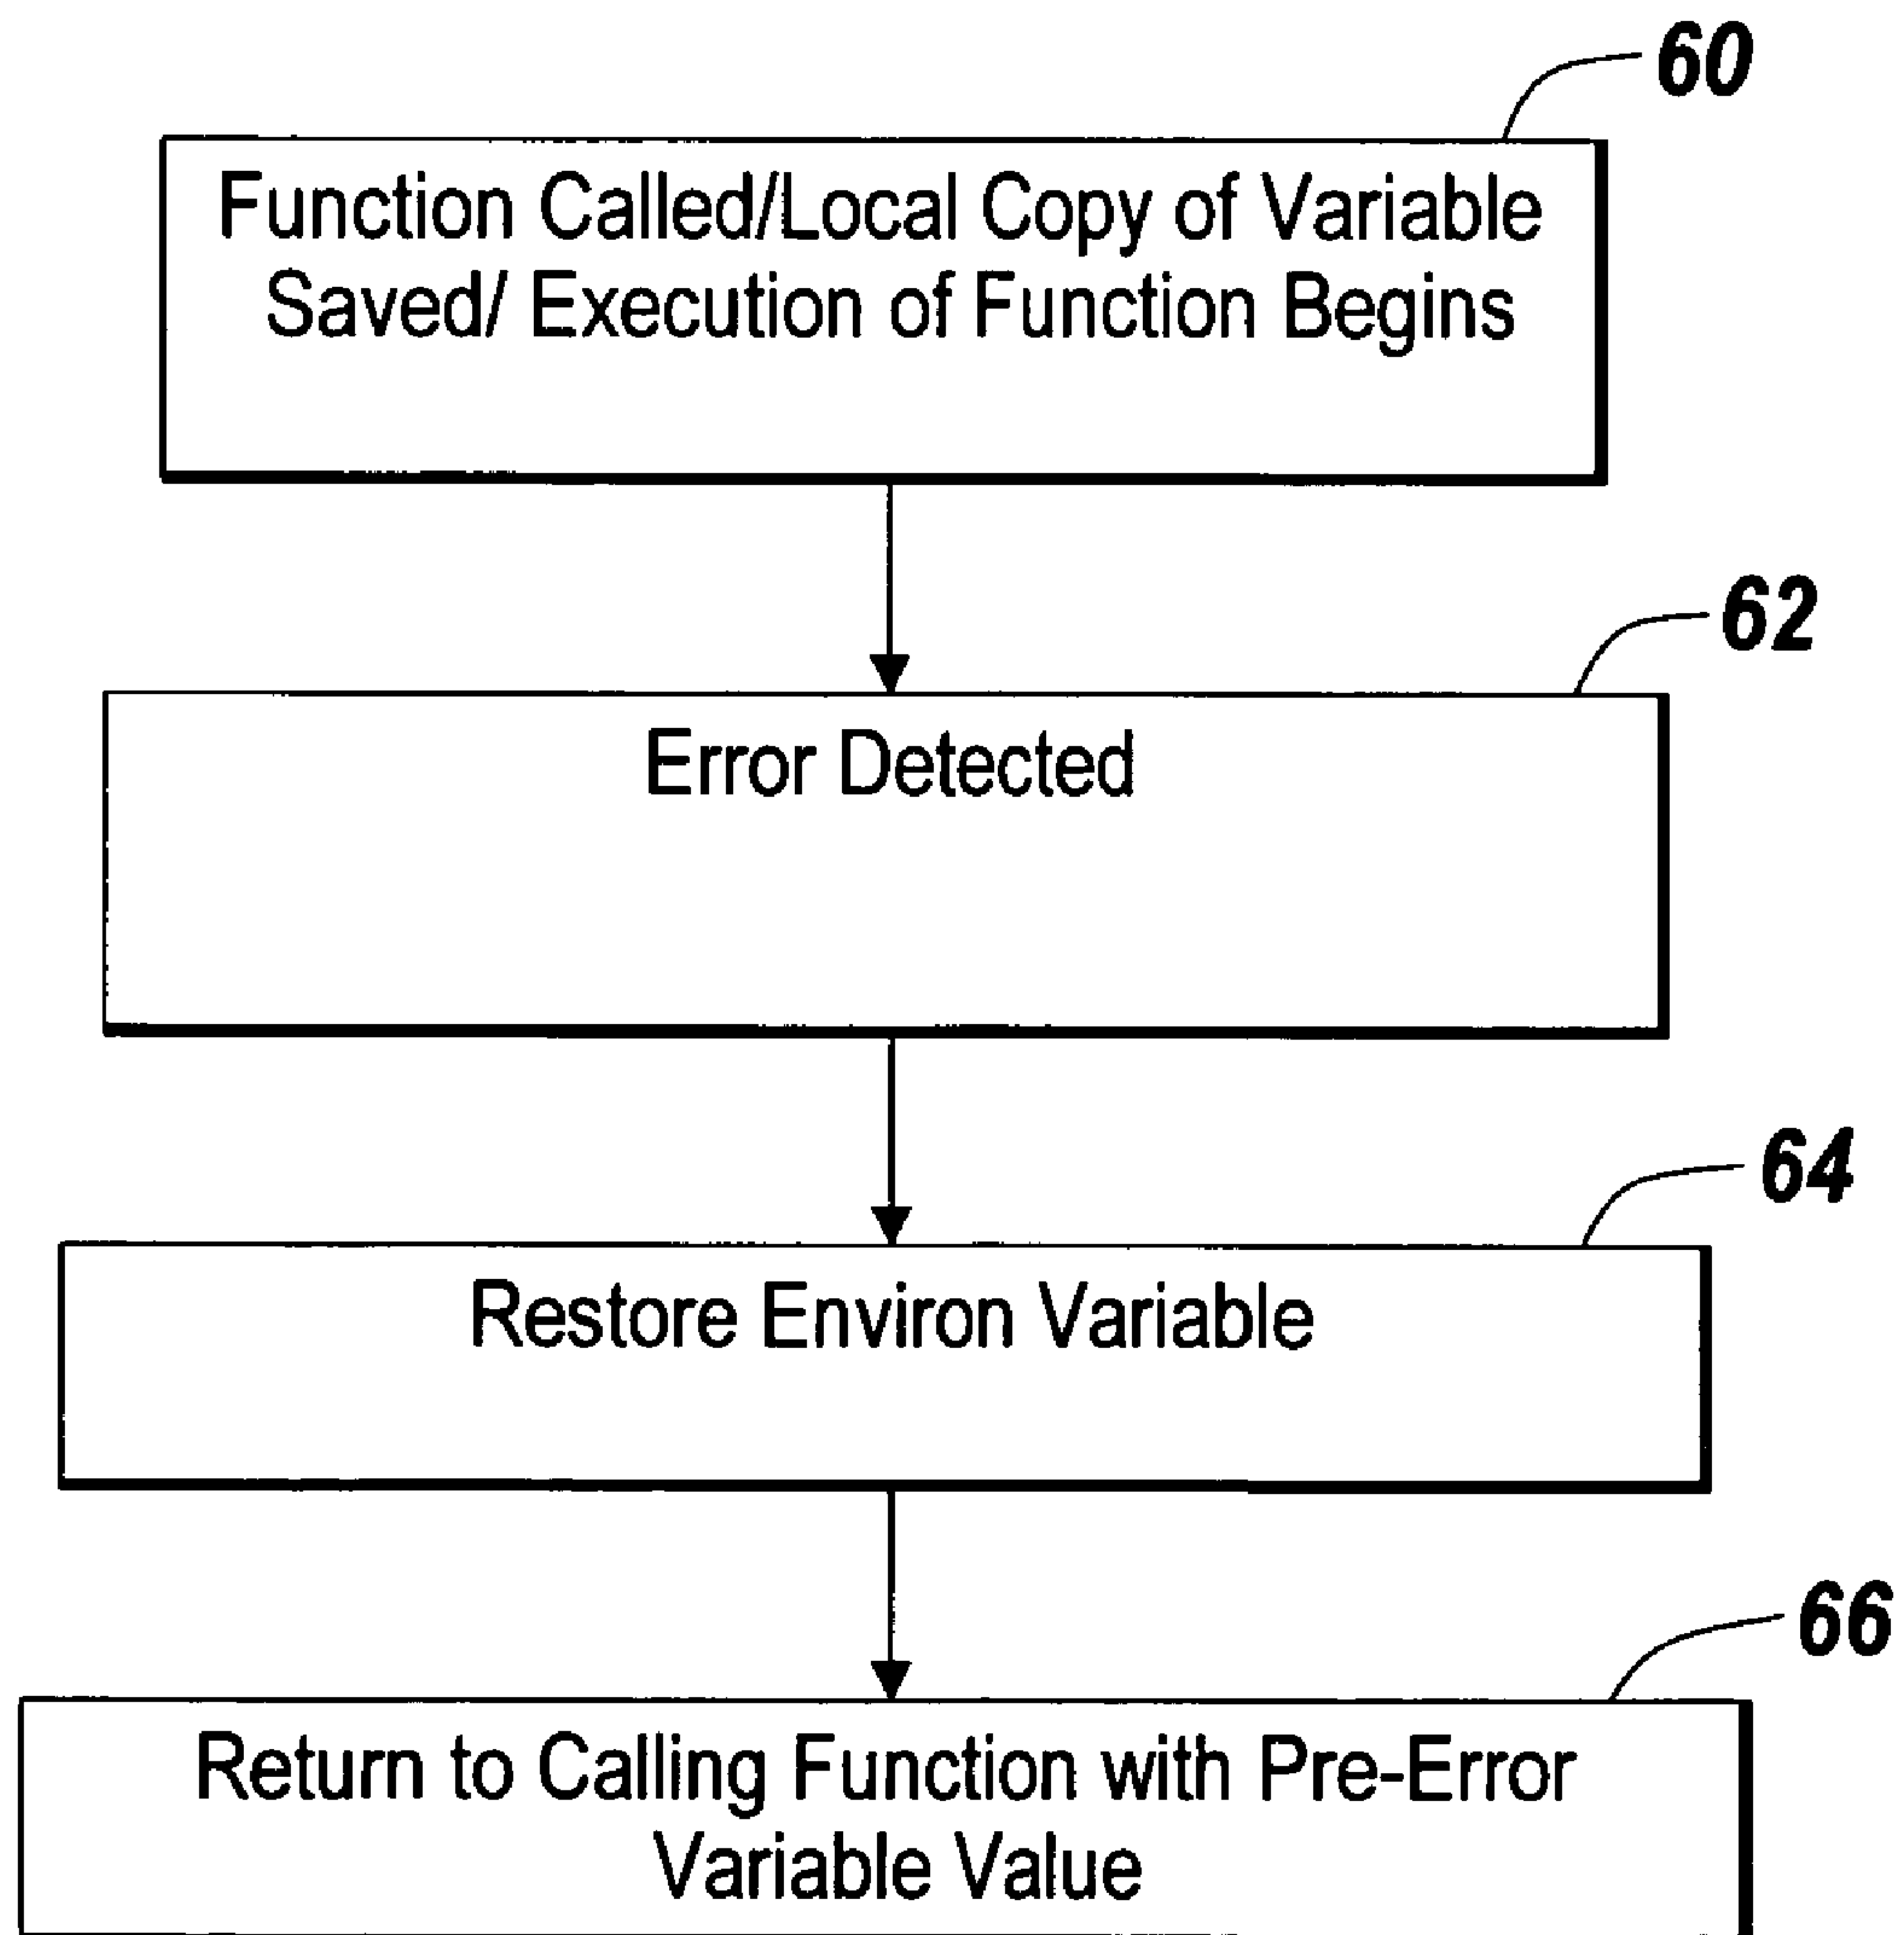 60
Function Called/Local Copy of Variable
Saved/ Execution of Function Begins
62
Error Detected
64
Restore Environ Variable
66
Return to Calling Function with Pre-Error
Variable Value